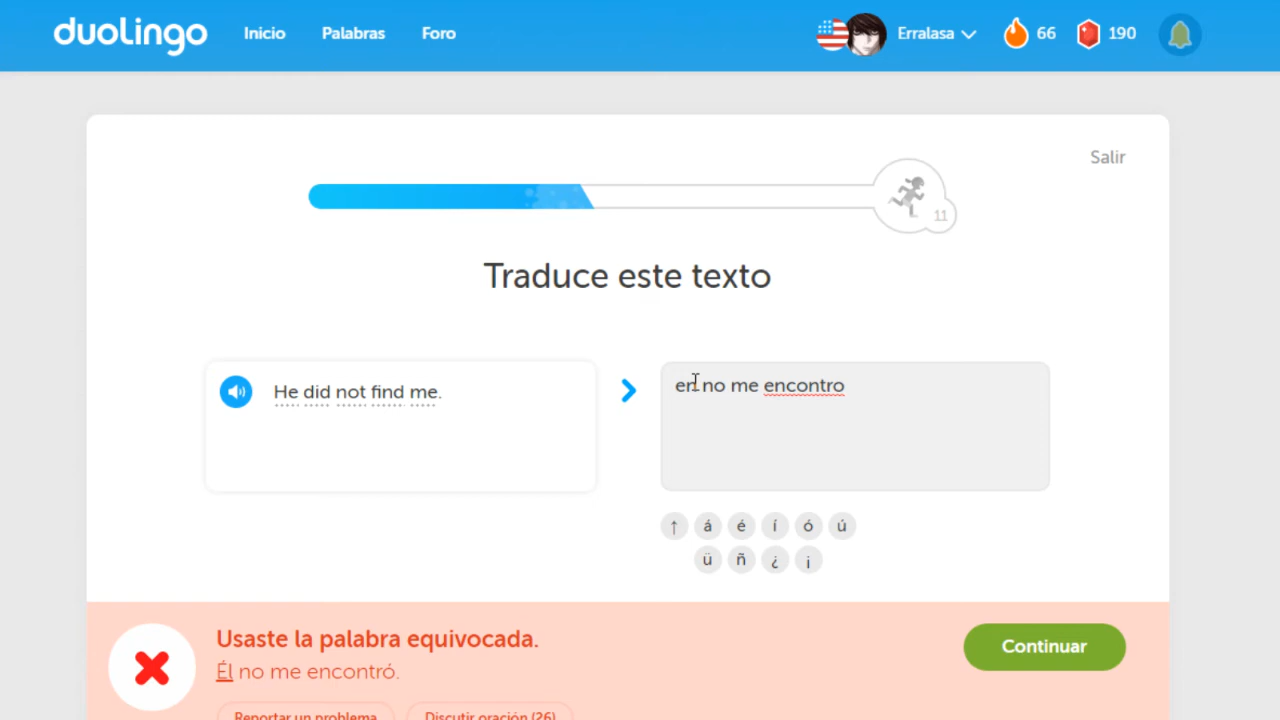 duolingo Inicio Palabras Foro Erralasa 66 190
Salir
11
Traduce este texto
He did not find me.
en no me encontro
↑ á é í ó ú
ü ñ ¿ ¡
Usaste la palabra equivocada.
Él no me encontró.
Continuar
Reportar un problema Discutir oración (26)